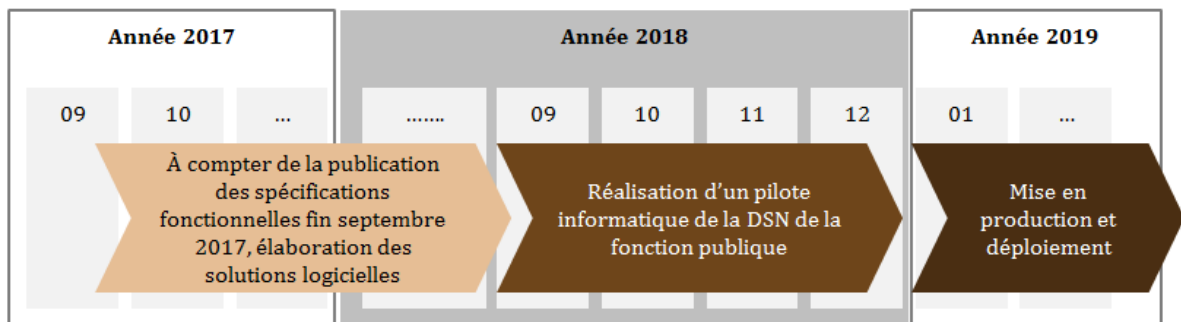 Année 2017
Année 2018
Année 2019
09
10
...
.......
09
10
11
12
01
...
À compter de la publication
des spécifications
fonctionnelles fin septembre
2017, élaboration des
solutions logicielles
Réalisation d’un pilote
informatique de la DSN de la
fonction publique
Mise en
production et
déploiement